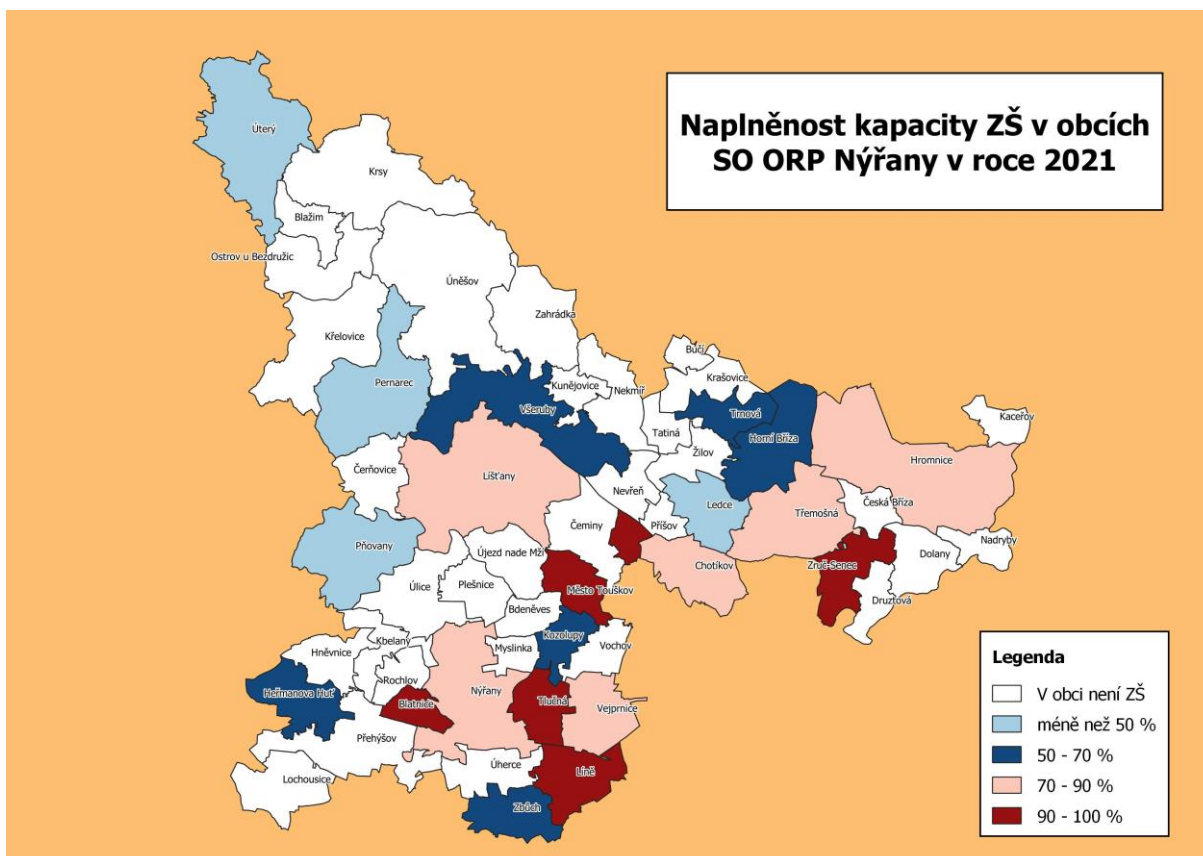 Naplněnost kapacity ZŠ v obcích
SO ORP Nýřany v roce 2021
Úterý
Krsy
Blažim
Ostrov u Bezdružic
Úněšov
Zahrádka
Křelovice
Búčí
Krašovice
Pernarec
Kunějovice
Nekmíř
Všeruby
Trnová
Kaceřov
Tatiná
Horní Bříza
Žilov
Hromnice
Čerňovice
Líšťany
Nevřeň
Ledce
Česká Bříza
Příšov
Třemošná
Čeminy
Pňovany
Újezd nade Mží
Nadryby
Dolany
Chotíkov
Zruč-Senec
Úlice
Plešnice
Město Touškov
Druztová
Bdeněves
Kbelany
Kozolupy
Hněvnice
Myslinka
Vochov
Rochlov
Heřmanova Huť
Nýřany
Blatnice
Tlučná
Vejprnice
Přehýšov
Úherce
Líně
Lochousice
Zbůch
Legenda
V obci není ZŠ
méně než 50 %
50 - 70 %
70 - 90 %
90 - 100 %